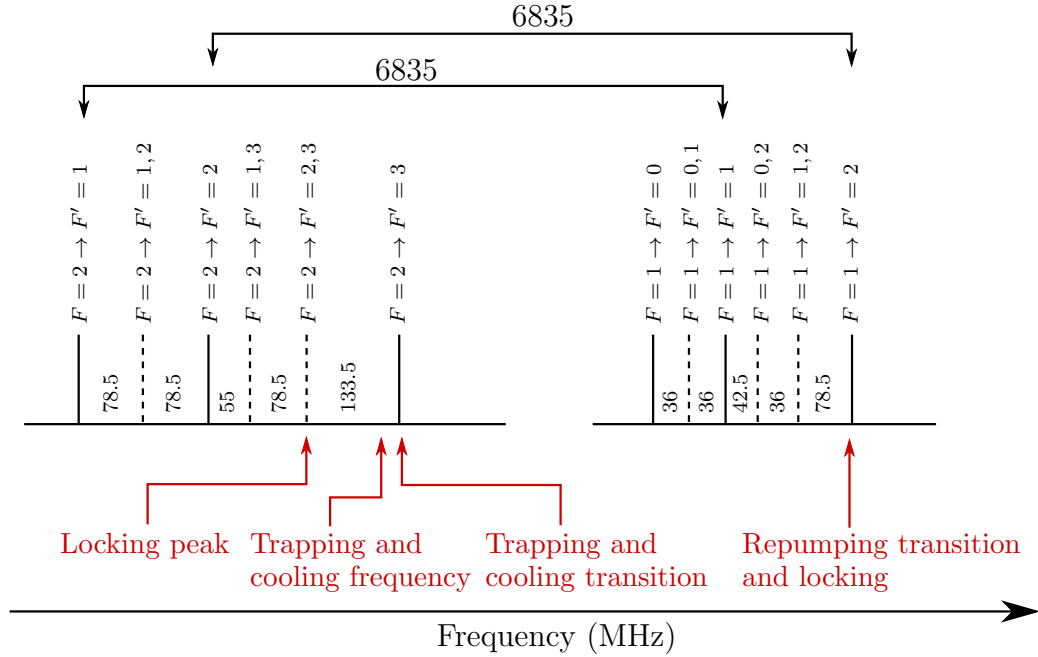 6835
6835
F = 2 → F′ = 1
F = 2 → F′ = 1, 2
F = 2 → F′ = 2
F = 2 → F′ = 1, 3
F = 2 → F′ = 2, 3
F = 2 → F′ = 3
F = 1 → F′ = 0
F = 1 → F′ = 0, 1
F = 1 → F′ = 1
F = 1 → F′ = 0, 2
F = 1 → F′ = 1, 2
F = 1 → F′ = 2
78.5
78.5
55
78.5
133.5
36
36
42.5
36
78.5
Locking peak
Trapping and
cooling frequency
Trapping and
cooling transition
Repumping transition
and locking
Frequency (MHz)